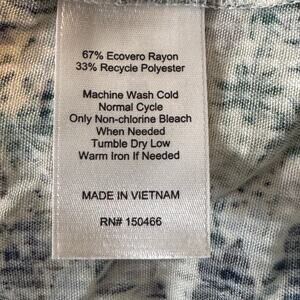 67% Ecovero Rayon
33% Recycle Polyester
Machine Wash Cold
Normal Cycle
Only Non-chlorine Bleach
When Needed
Tumble Dry Low
Warm Iron If Needed
MADE IN VIETNAM
RN# 150466